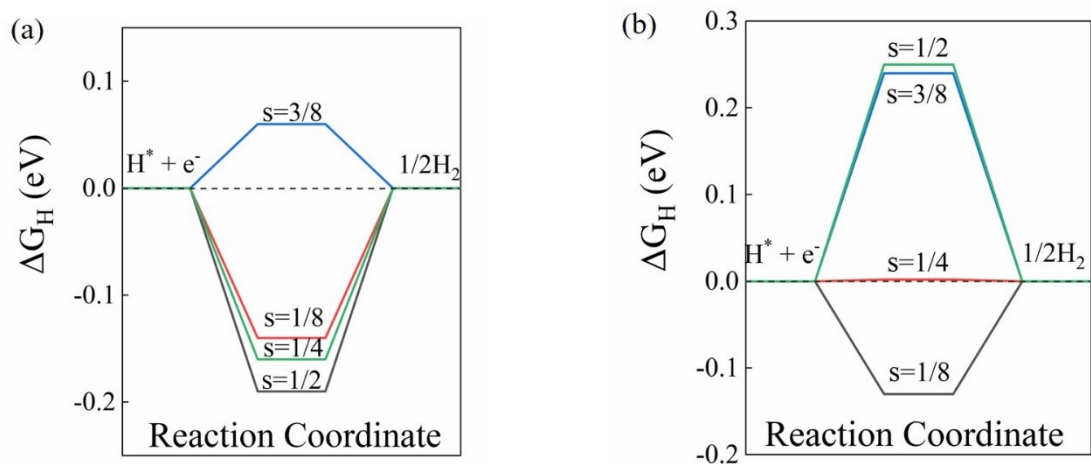 (a)
0.1
0.0
-0.1
-0.2
ΔG_H (eV)
H* + e-
1/2H2
s=3/8
s=1/8
s=1/4
s=1/2
Reaction Coordinate
(b)
0.3
0.2
0.1
0.0
-0.1
-0.2
ΔG_H (eV)
H* + e-
1/2H2
s=1/2
s=3/8
s=1/4
s=1/8
Reaction Coordinate